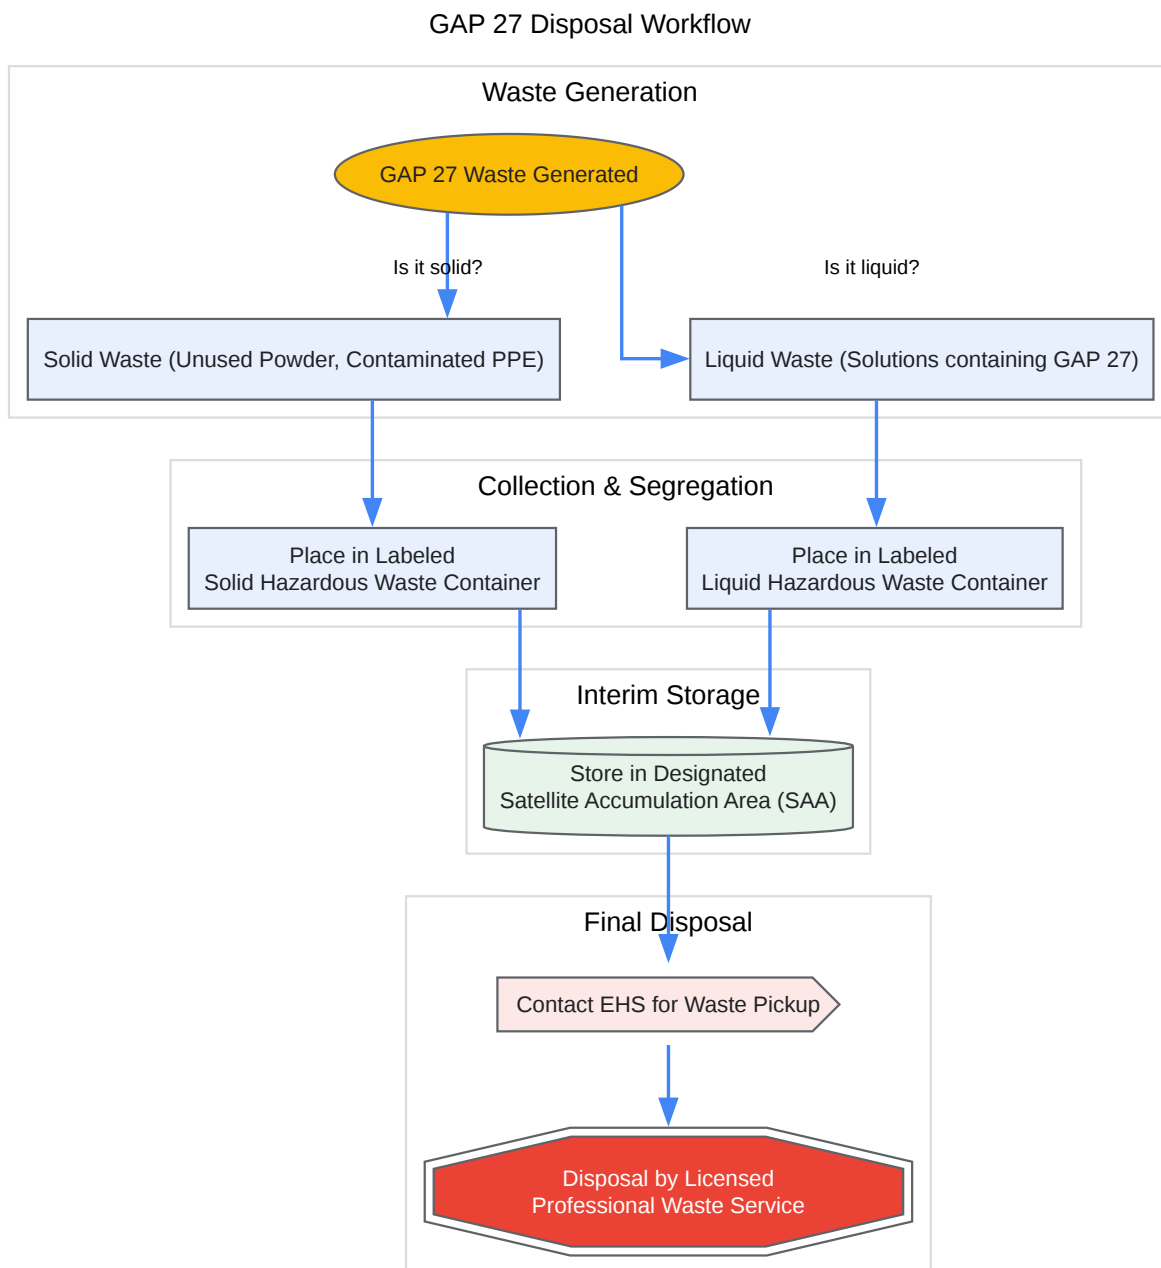 GAP 27 Disposal Workflow
Waste Generation
GAP 27 Waste Generated
Is it solid?
Is it liquid?
Solid Waste (Unused Powder, Contaminated PPE)
Liquid Waste (Solutions containing GAP 27)
Collection & Segregation
Place in Labeled
Solid Hazardous Waste Container
Place in Labeled
Liquid Hazardous Waste Container
Interim Storage
Store in Designated
Satellite Accumulation Area (SAA)
Final Disposal
Contact EHS for Waste Pickup
Disposal by Licensed
Professional Waste Service